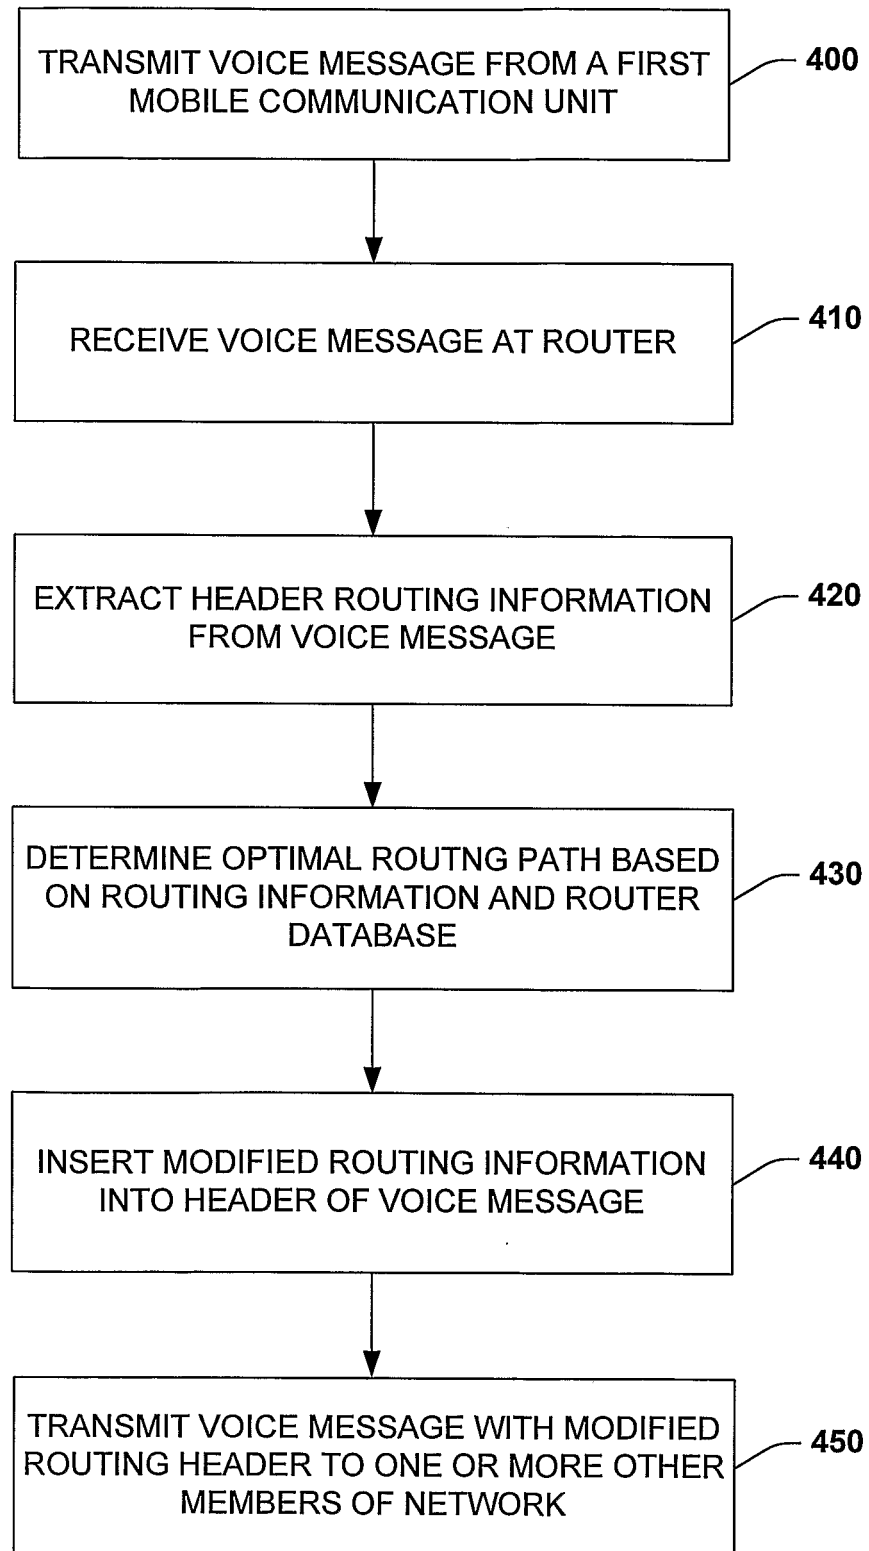 TRANSMIT VOICE MESSAGE FROM A FIRST
MOBILE COMMUNICATION UNIT
400
RECEIVE VOICE MESSAGE AT ROUTER
410
EXTRACT HEADER ROUTING INFORMATION
FROM VOICE MESSAGE
420
DETERMINE OPTIMAL ROUTNG PATH BASED
ON ROUTING INFORMATION AND ROUTER
DATABASE
430
INSERT MODIFIED ROUTING INFORMATION
INTO HEADER OF VOICE MESSAGE
440
TRANSMIT VOICE MESSAGE WITH MODIFIED
ROUTING HEADER TO ONE OR MORE OTHER
MEMBERS OF NETWORK
450